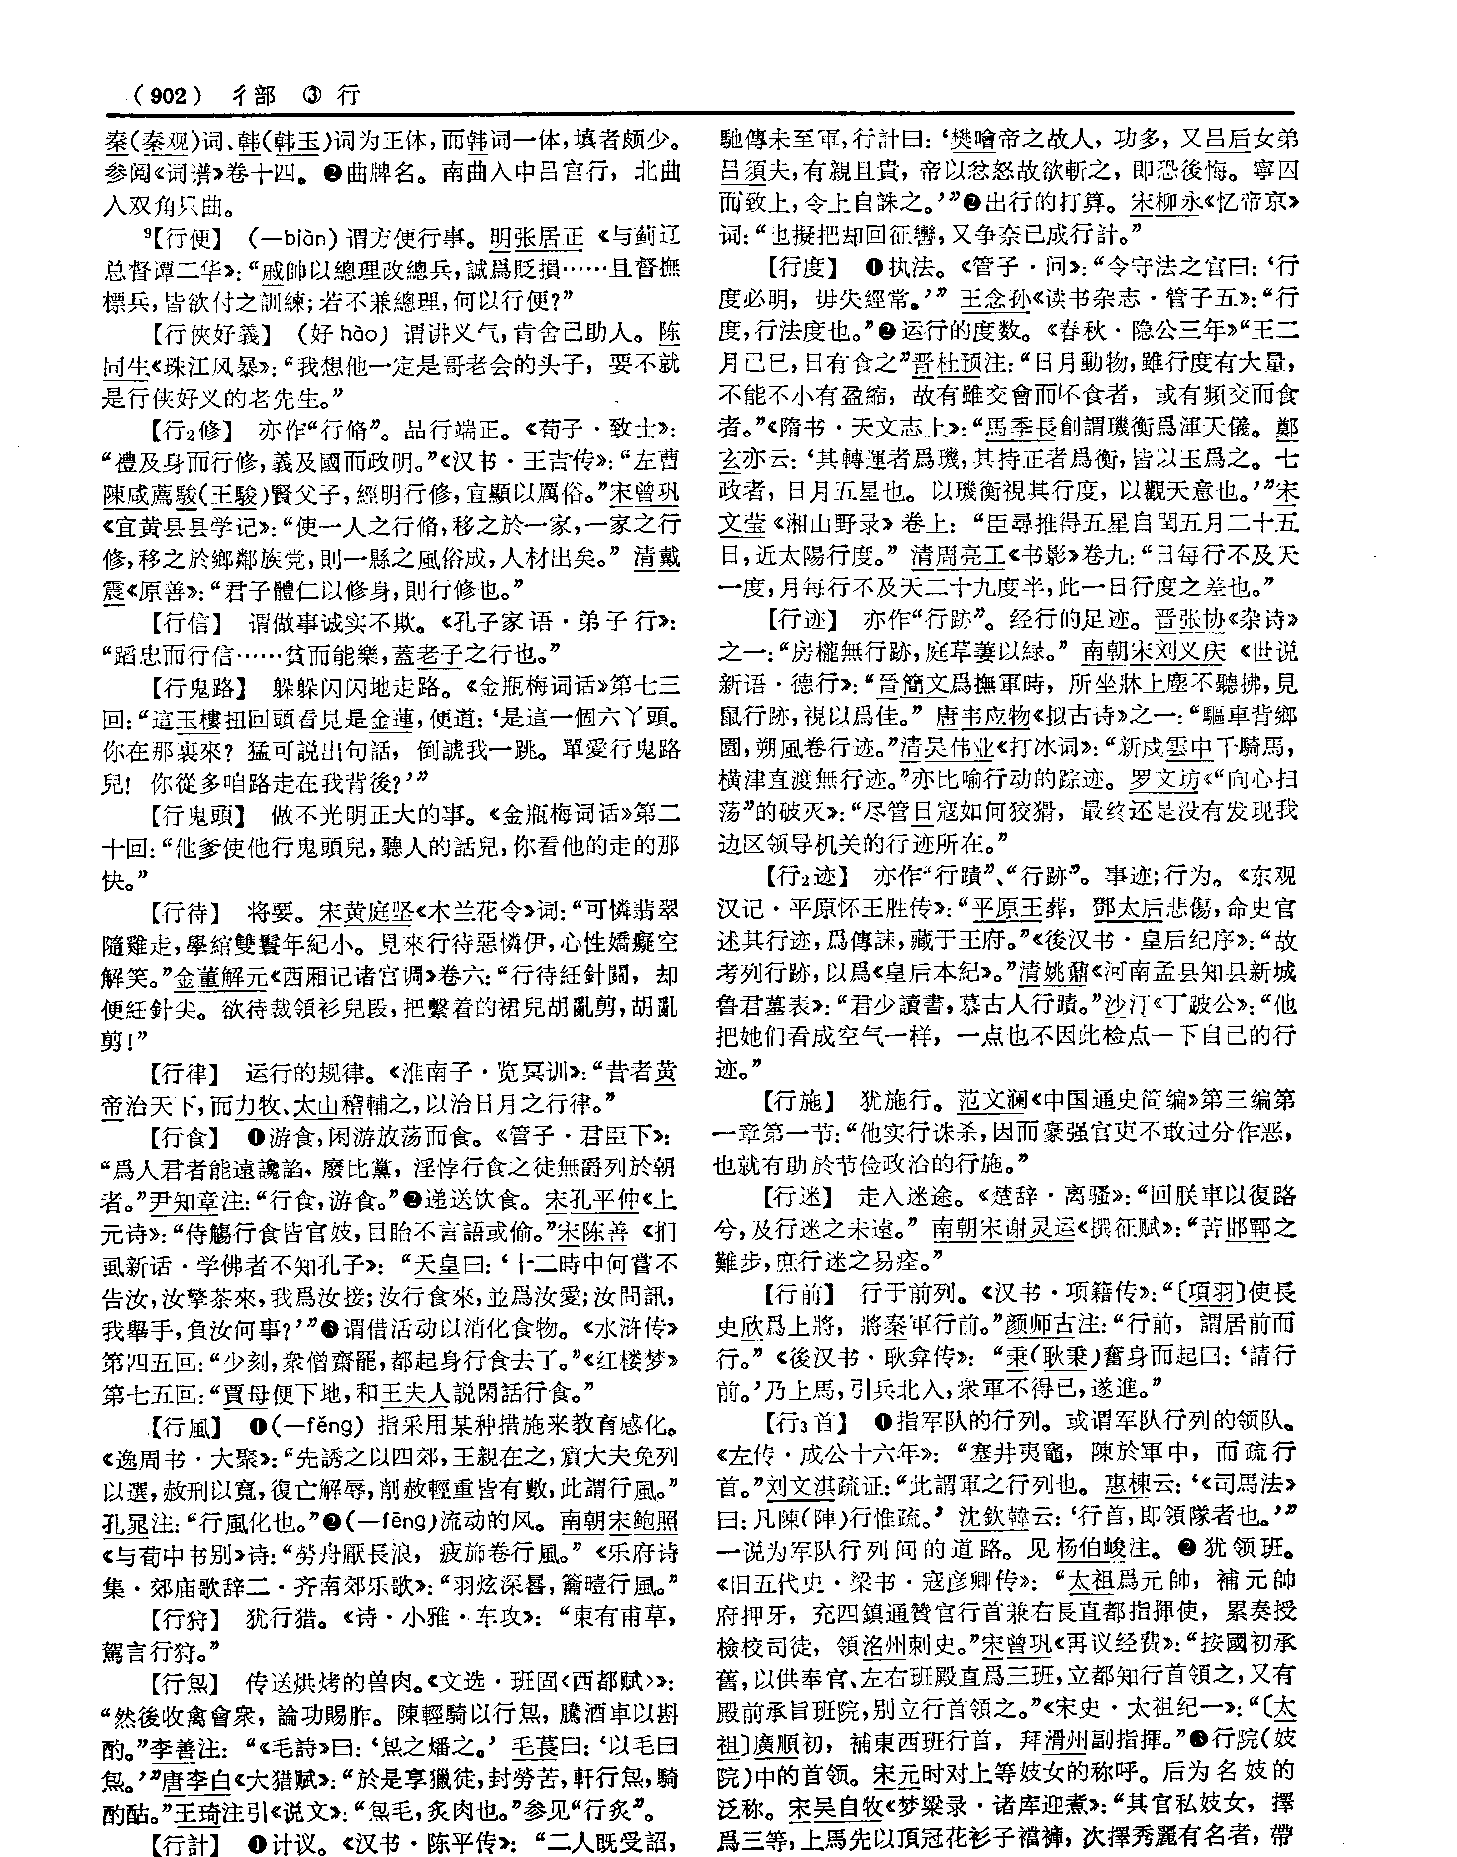 （902） 彳部 ③ 行
秦(秦观)词、韩(韩玉)词为正体，而韩词一体，填者颇少。
参阅《词谱》卷十四。❷曲牌名。南曲入中吕宫行，北曲
入双角只曲。
⁹【行便】（—biàn）谓方便行事。明张居正《与蓟辽
总督谭二华》：“戚帥以總理改總兵，誠爲貶損……且督撫
標兵，皆欲付之訓練；若不兼總理，何以行便？”
【行俠好義】（好 hào）谓讲义气，肯舍己助人。陈
同生《珠江风暴》：“我想他一定是哥老会的头子，要不就
是行侠好义的老先生。”
【行₂修】 亦作“行脩”。品行端正。《荀子·致士》：
“禮及身而行修，義及國而政明。”《汉书·王吉传》：“左曹
陳咸薦駿(王駿)賢父子，經明行修，宜顯以厲俗。”宋曾巩
《宜黄县县学记》：“使一人之行脩，移之於一家，一家之行
修，移之於鄉鄰族党，則一縣之風俗成，人材出矣。”清戴
震《原善》：“君子體仁以修身，則行修也。”
【行信】 谓做事诚实不欺。《孔子家语·弟子行》：
“蹈忠而行信……貧而能樂，蓋老子之行也。”
【行鬼路】 躲躲闪闪地走路。《金瓶梅词话》第七三
回：“這玉樓扭回頭看見是金蓮，便道：‘是這一個六丫頭。
你在那裏來？猛可説出句話，倒諕我一跳。單愛行鬼路
兒！你從多咱路走在我背後？’”
【行鬼頭】 做不光明正大的事。《金瓶梅词话》第二
十回：“他爹使他行鬼頭兒，聽人的話兒，你看他的走的那
快。”
【行待】 将要。宋黄庭坚《木兰花令》词：“可憐翡翠
隨雞走，學綰雙鬟年紀小。見來行待惡憐伊，心性嬌癡空
解笑。”金董解元《西厢记诸宫调》卷六：“行待紝針關，却
便紝針尖。欲待裁領衫兒段，把繫着的裙兒胡亂剪，胡亂
剪！”
【行律】 运行的规律。《淮南子·览冥训》：“昔者黄
帝治天下，而力牧、太山稽輔之，以治日月之行律。”
【行食】 ❶游食，闲游放荡而食。《管子·君臣下》：
“爲人君者能遠讒諂，廢比黨，淫悖行食之徒無爵列於朝
者。”尹知章注：“行食，游食。”❷递送饮食。宋孔平仲《上
元诗》：“侍觴行食皆官妓，目眙不言語或偷。”宋陈善《扪
虱新话·学佛者不知孔子》：“天皇曰：‘十二時中何嘗不
告汝，汝擎茶來，我爲汝接；汝行食來，並爲汝愛；汝問訊，
我舉手，負汝何事？’”❸谓借活动以消化食物。《水浒传》
第四五回：“少刻，衆僧齋罷，都起身行食去了。”《红楼梦》
第七五回：“賈母便下地，和王夫人説閑話行食。”
【行風】 ❶（—fěng）指采用某种措施来教育感化。
《逸周书·大聚》：“先誘之以四郊，王親在之，賓大夫免列
以選，赦刑以寬，復亡解辱，削赦輕重皆有數，此謂行風。”
孔晁注：“行風化也。”❷（—fēng）流动的风。南朝宋鲍照
《与荀中书别》诗：“勞舟厭長浪，疲旆卷行風。”《乐府诗
集·郊庙歌辞二·齐南郊乐歌》：“羽炫深晷，籥曀行風。”
【行狩】 犹行猎。《诗·小雅·车攻》：“東有甫草，
駕言行狩。”
【行炰】 传送烘烤的兽肉。《文选·班固〈西都赋〉》：
“然後收禽會衆，論功賜胙。陳輕騎以行炰，騰酒車以斟
酌。”李善注：“《毛詩》曰：‘炰之燔之。’毛萇曰：‘以毛曰
炰。’”唐李白《大猎赋》：“於是享獵徒，封勞苦，軒行炰，騎
酌酤。”王琦注引《说文》：“炰毛，炙肉也。”参见“行炙”。
【行計】 ❶计议。《汉书·陈平传》：“二人既受詔，
馳傳未至軍，行計曰：‘樊噲帝之故人，功多，又吕后女弟
吕須夫，有親且貴，帝以忿怒故欲斬之，即恐後悔。寧囚
而致上，令上自誅之。’”❷出行的打算。宋柳永《忆帝京》
词：“也擬把却回征轡，又争奈已成行計。”
【行度】 ❶执法。《管子·问》：“令守法之官曰：‘行
度必明，毋失經常。’”王念孙《读书杂志·管子五》：“行
度，行法度也。”❷运行的度数。《春秋·隐公三年》“王二
月己巳，日有食之”晋杜预注：“日月動物，雖行度有大量，
不能不小有盈縮，故有雖交會而不食者，或有頻交而食
者。”《隋书·天文志上》：“馬季長創謂璣衡爲渾天儀。鄭
玄亦云：‘其轉運者爲璣，其持正者爲衡，皆以玉爲之。七
政者，日月五星也。以璣衡視其行度，以觀天意也。’”宋
文莹《湘山野录》卷上：“臣尋推得五星自閏五月二十五
日，近太陽行度。”清周亮工《书影》卷九：“日每行不及天
一度，月每行不及天二十九度半，此一日行度之差也。”
【行迹】 亦作“行跡”。经行的足迹。晋张协《杂诗》
之一：“房櫳無行跡，庭草萋以緑。”南朝宋刘义庆《世说
新语·德行》：“晉簡文爲撫軍時，所坐牀上塵不聽拂，見
鼠行跡，視以爲佳。”唐韦应物《拟古诗》之一：“驅車背鄉
園，朔風卷行迹。”清吴伟业《打冰词》：“新戍雲中千騎馬，
横津直渡無行迹。”亦比喻行动的踪迹。罗文坊《“向心扫
荡”的破灭》：“尽管日寇如何狡猾，最终还是没有发现我
边区领导机关的行迹所在。”
【行₂迹】 亦作“行蹟”、“行跡”。事迹；行为。《东观
汉记·平原怀王胜传》：“平原王葬，鄧太后悲傷，命史官
述其行迹，爲傳誄，藏于王府。”《後汉书·皇后纪序》：“故
考列行跡，以爲《皇后本紀》。”清姚鼐《河南孟县知县新城
鲁君墓表》：“君少讀書，慕古人行蹟。”沙汀《丁跛公》：“他
把她们看成空气一样，一点也不因此检点一下自己的行
迹。”
【行施】 犹施行。范文澜《中国通史简编》第三编第
一章第一节：“他实行诛杀，因而豪强官吏不敢过分作恶，
也就有助於节俭政治的行施。”
【行迷】 走入迷途。《楚辞·离骚》：“回朕車以復路
兮，及行迷之未遠。”南朝宋谢灵运《撰征赋》：“苦邯鄲之
難步，庶行迷之易痊。”
【行前】 行于前列。《汉书·项籍传》：“〔項羽〕使長
史欣爲上將，將秦軍行前。”颜师古注：“行前，謂居前而
行。”《後汉书·耿弇传》：“秉(耿秉)奮身而起曰：‘請行
前。’乃上馬，引兵北入，衆軍不得已，遂進。”
【行₃首】 ❶指军队的行列。或谓军队行列的领队。
《左传·成公十六年》：“塞井夷竈，陳於軍中，而疏行
首。”刘文淇疏证：“此謂軍之行列也。惠棟云：‘《司馬法》
曰：凡陳(陣)行惟疏。’沈欽韓云：‘行首，即領隊者也。’”
一说为军队行列间的道路。见杨伯峻注。❷犹领班。
《旧五代史·梁书·寇彦卿传》：“太祖爲元帥，補元帥
府押牙，充四鎮通贊官行首兼右長直都指揮使，累奏授
檢校司徒，領洺州刺史。”宋曾巩《再议经费》：“按國初承
舊，以供奉官、左右班殿直爲三班，立都知行首領之，又有
殿前承旨班院，别立行首領之。”《宋史·太祖纪一》：“〔太
祖〕廣順初，補東西班行首，拜滑州副指揮。”❸行院(妓
院)中的首领。宋元时对上等妓女的称呼。后为名妓的
泛称。宋吴自牧《梦粱录·诸库迎煮》：“其官私妓女，擇
爲三等，上馬先以頂冠花衫子襠褲，次擇秀麗有名者，帶